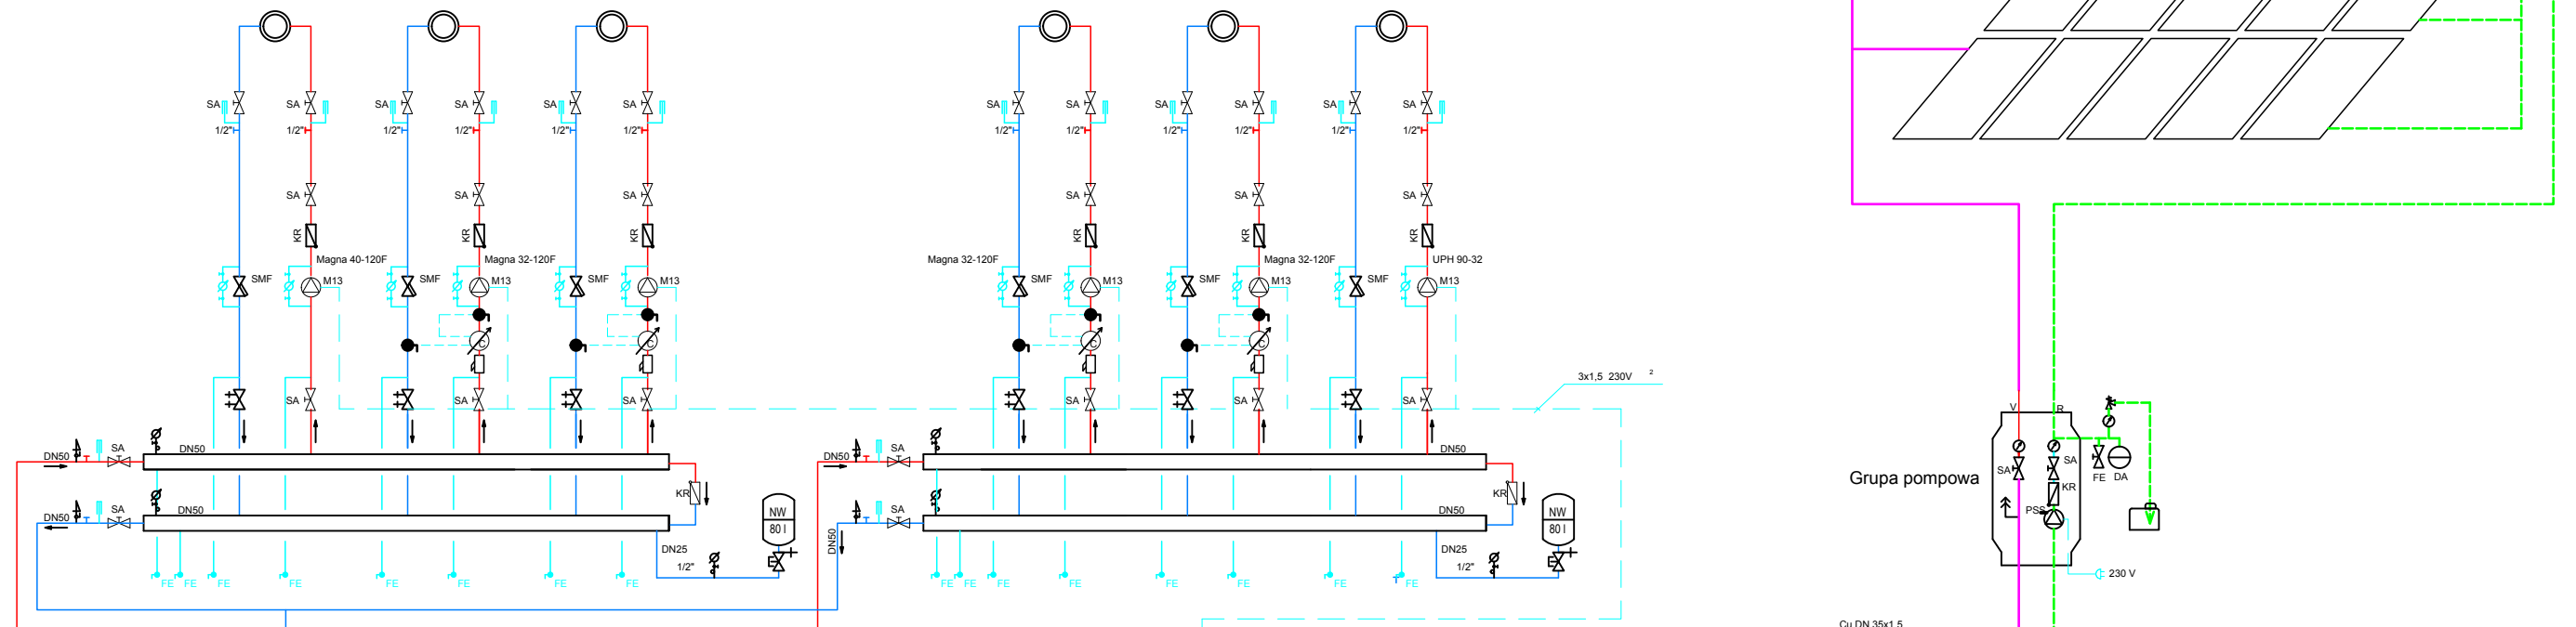 SA SA SA SA SA SA SA SA SA SA SA SA
1/2" 1/2" 1/2" 1/2" 1/2" 1/2" 1/2" 1/2" 1/2" 1/2" 1/2" 1/2"
SA SA SA SA SA SA
KR KR KR KR KR KR
Magna 40-120F Magna 32-120F Magna 32-120F Magna 32-120F UPH 90-32
SMF M13 SMF M13 SMF M13 SMF M13 SMF M13 SMF M13
C C C C
3x1,5 230V 2
SA SA SA SA SA SA
V R
DN50 SA DN50 DN50 SA DN50
SA SA FE DA
Grupa pompowa
KR KR KR
NW NW
80 l 80 l
PSS
DN50 SA DN50 DN50 SA DN50
DN25 DN25
1/2" 1/2"
FE FE FE FE FE FE FE FE FE FE FE FE FE FE FE FE
230 V
Cu DN 35x1,5